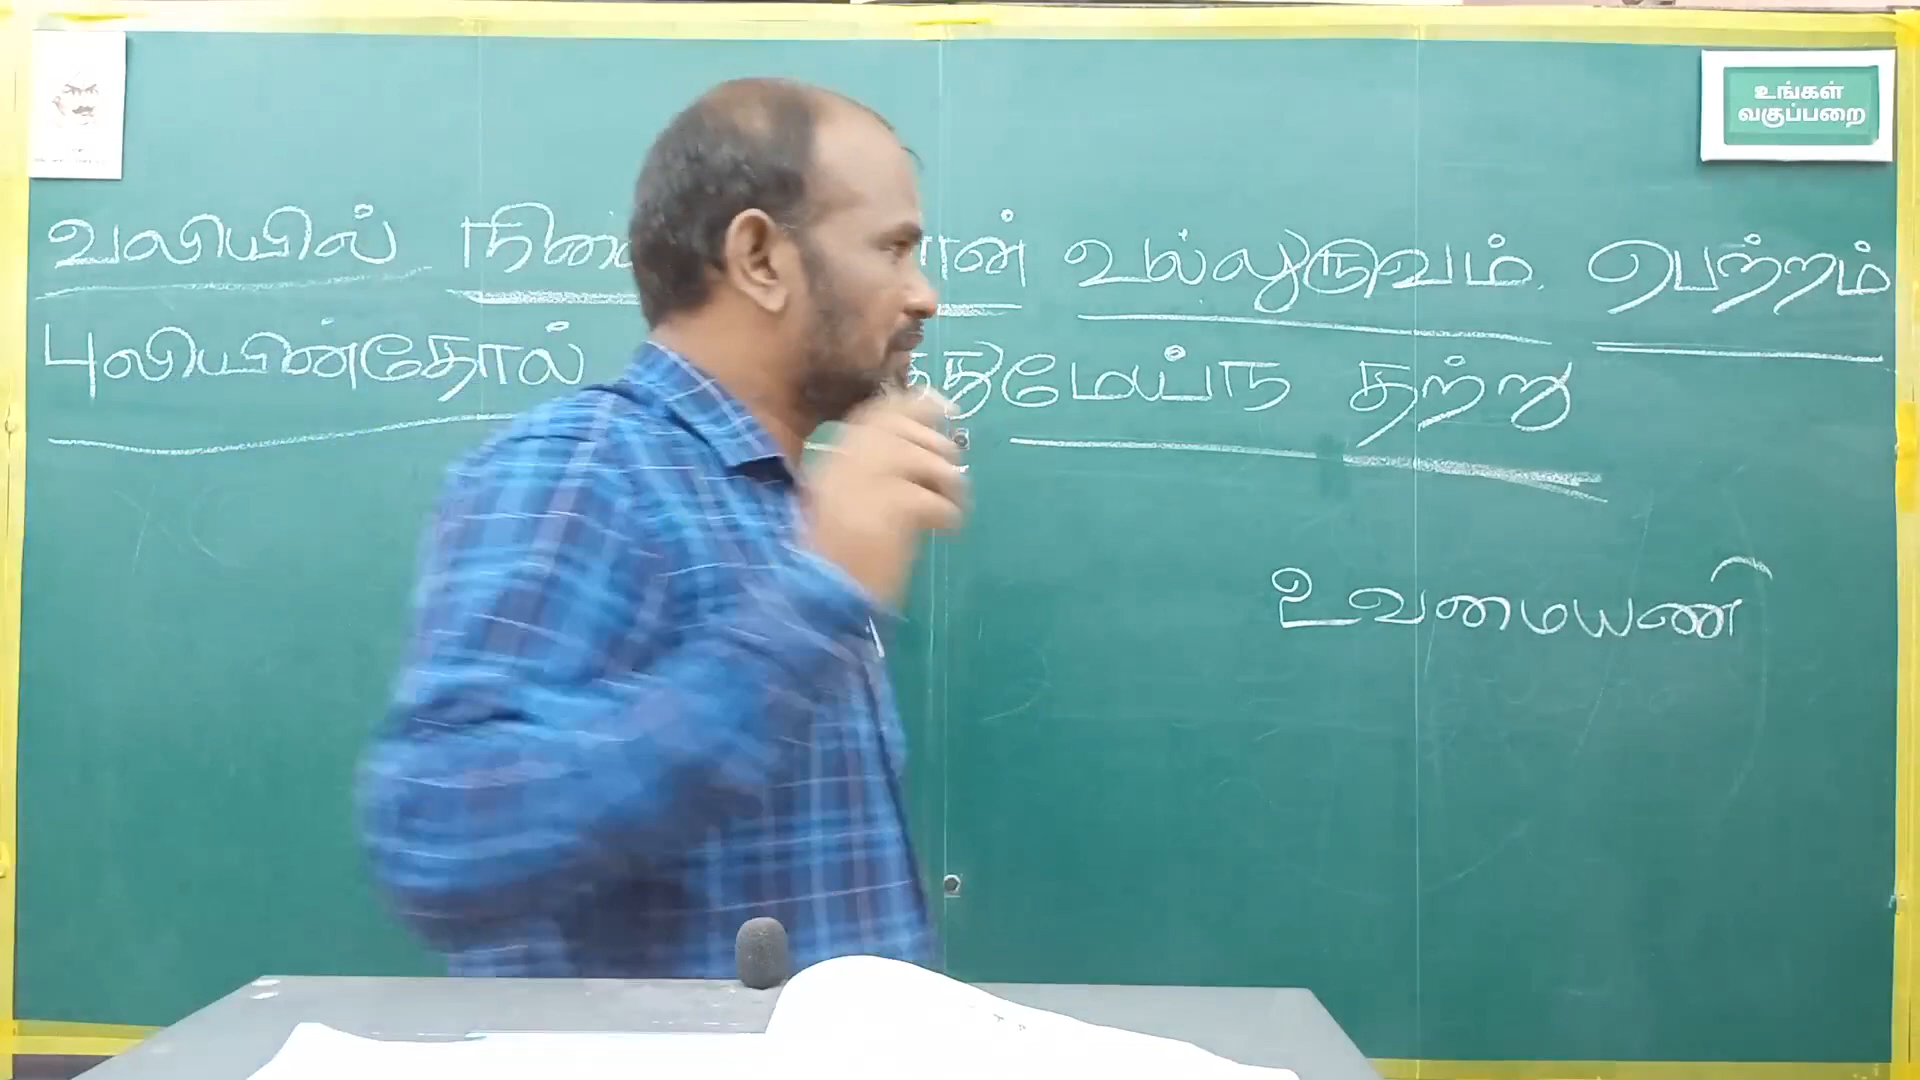 உங்கள்
வகுப்பறை
வலியில் வல்லுருவம் பெற்றம்
புலியின்தோல் தற்று
உவமையணி